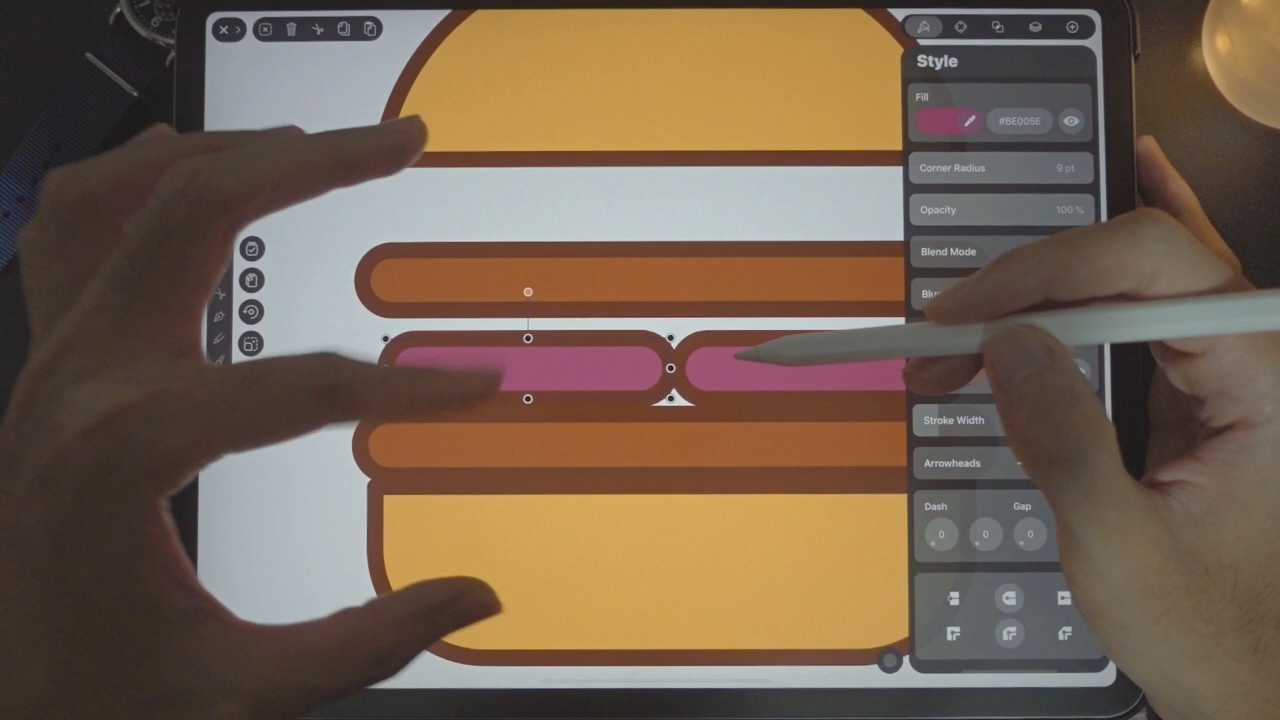 Style
Fill
#BE005E
Corner Radius 9 pt
Opacity 100 %
Blend Mode
Stroke Width
Arrowheads
Dash Gap
0 0 0